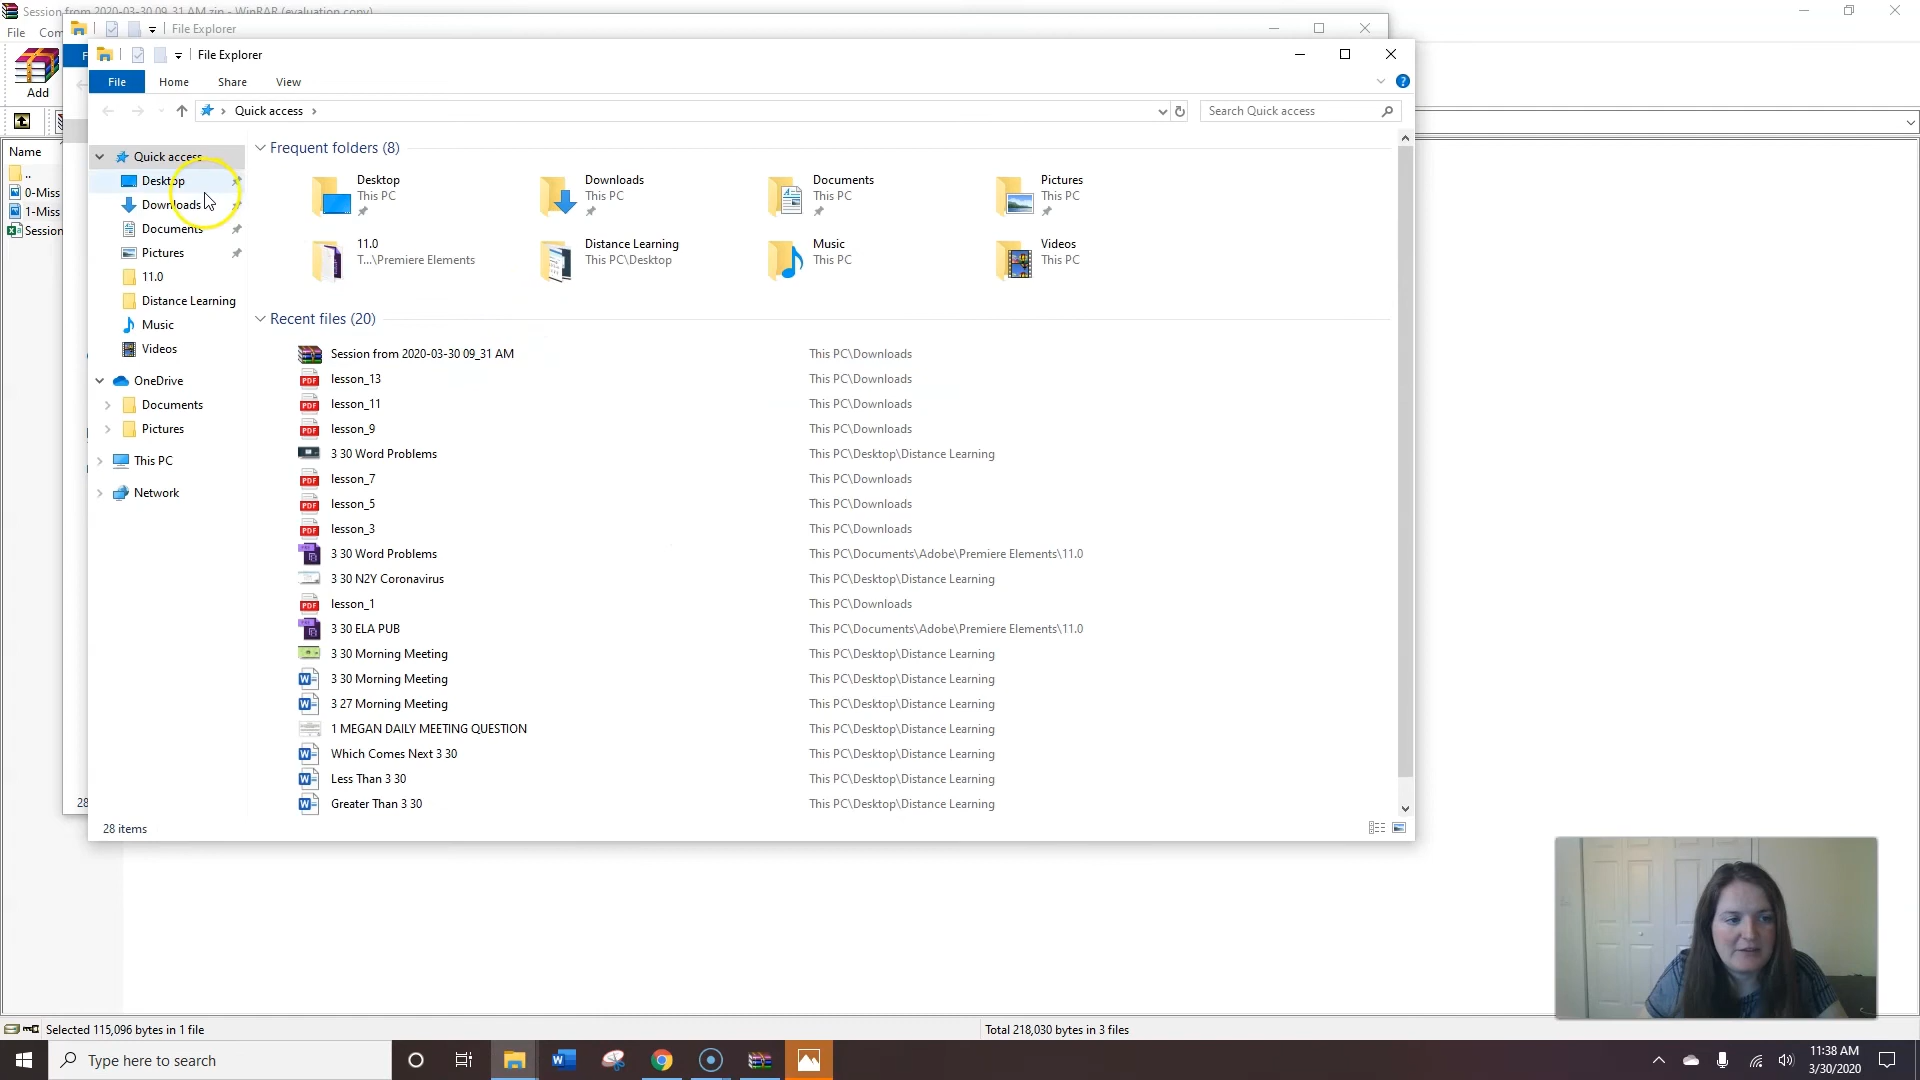 Session from 2020-03-30 09_31 AM.zip - WinRAR (evaluation copy)
File Com
File Explorer
File Explorer
File Home Share View
Add
Quick access
Search Quick access
Name
..
0-Miss
1-Miss
Session
Quick access
Desktop
Downloads
Documents
Pictures
11.0
Distance Learning
Music
Videos
OneDrive
Documents
Pictures
This PC
Network
Frequent folders (8)
Desktop
This PC
Downloads
This PC
Documents
This PC
Pictures
This PC
11.0
T...\Premiere Elements
Distance Learning
This PC\Desktop
Music
This PC
Videos
This PC
Recent files (20)
Session from 2020-03-30 09_31 AM This PC\Downloads
lesson_13 This PC\Downloads
lesson_11 This PC\Downloads
lesson_9 This PC\Downloads
3 30 Word Problems This PC\Desktop\Distance Learning
lesson_7 This PC\Downloads
lesson_5 This PC\Downloads
lesson_3 This PC\Downloads
3 30 Word Problems This PC\Documents\Adobe\Premiere Elements\11.0
3 30 N2Y Coronavirus This PC\Desktop\Distance Learning
lesson_1 This PC\Downloads
3 30 ELA PUB This PC\Documents\Adobe\Premiere Elements\11.0
3 30 Morning Meeting This PC\Desktop\Distance Learning
3 30 Morning Meeting This PC\Desktop\Distance Learning
3 27 Morning Meeting This PC\Desktop\Distance Learning
1 MEGAN DAILY MEETING QUESTION This PC\Desktop\Distance Learning
Which Comes Next 3 30 This PC\Desktop\Distance Learning
Less Than 3 30 This PC\Desktop\Distance Learning
Greater Than 3 30 This PC\Desktop\Distance Learning
28
28 items
Selected 115,096 bytes in 1 file
Total 218,030 bytes in 3 files
Type here to search
11:38 AM
3/30/2020